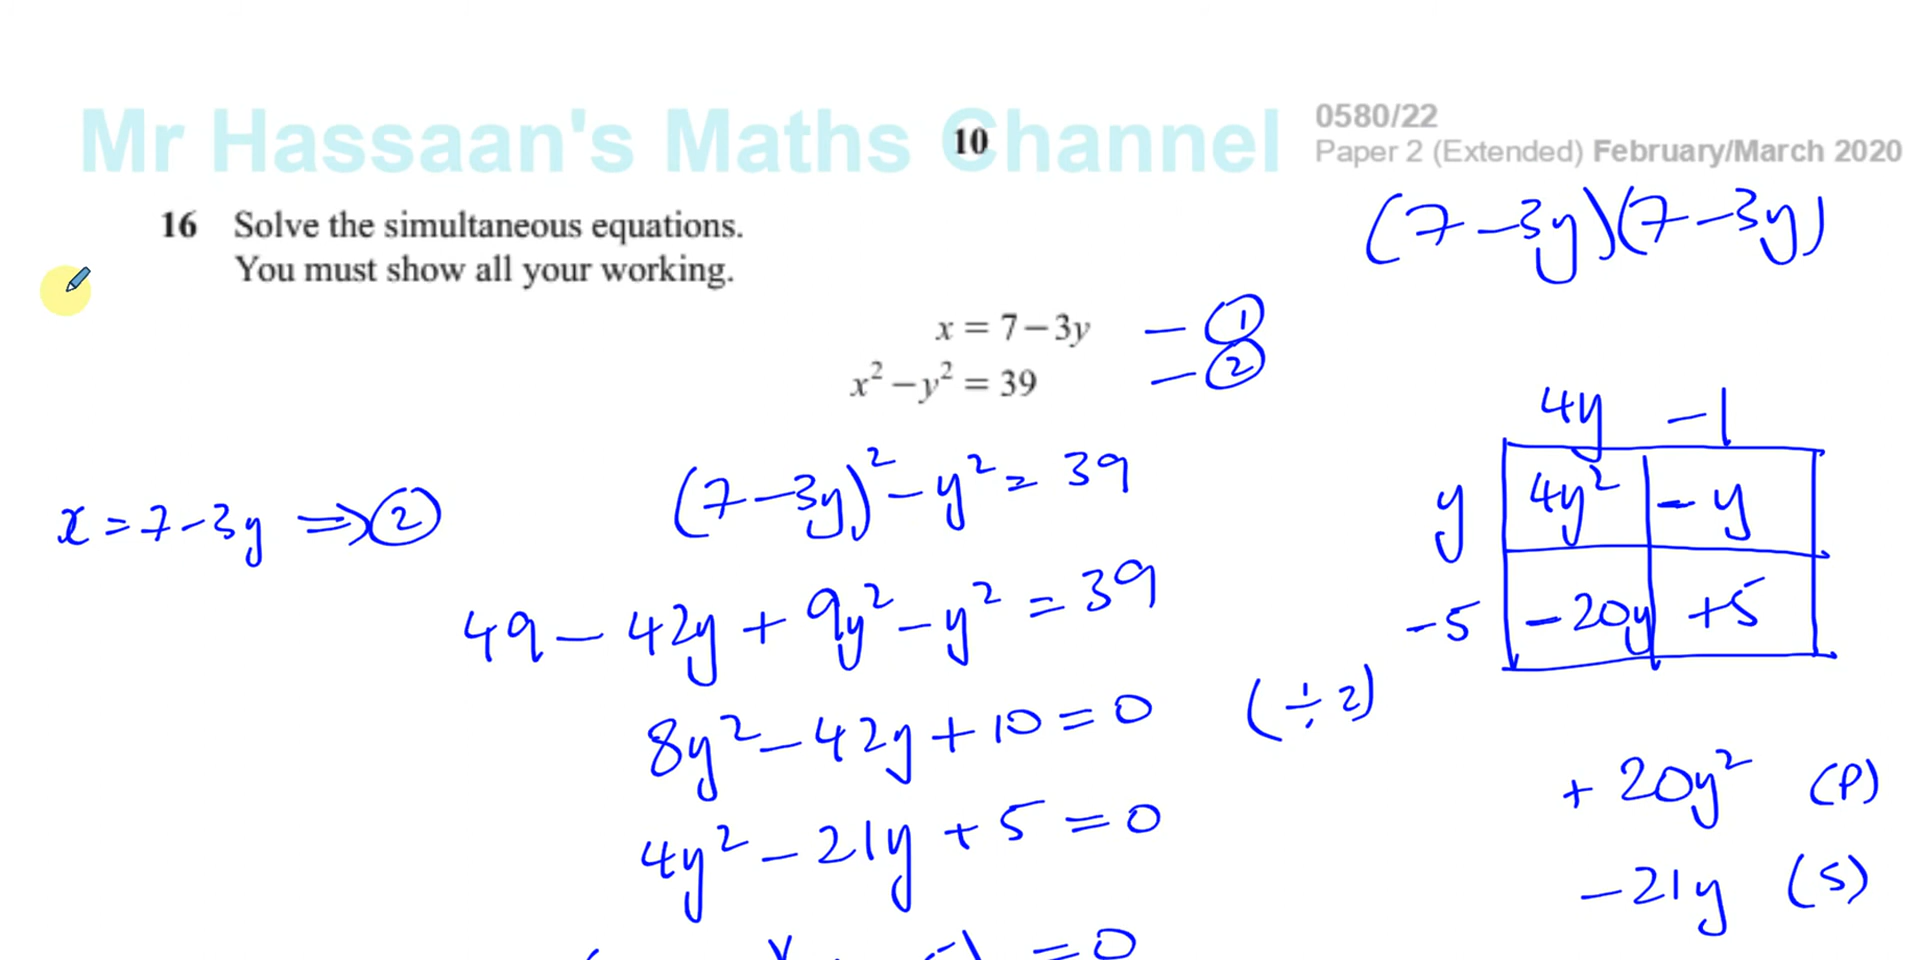 Mr Hassaan's Maths Channel
10
0580/22
Paper 2 (Extended) February/March 2020
16 Solve the simultaneous equations.
You must show all your working.
(7-3y)(7-3y)
x = 7 – 3y — ①
x² – y² = 39 — ②
x = 7 - 3y ⇒ ②
(7-3y)² - y² = 39
49 - 42y + 9y² - y² = 39
8y² - 42y + 10 = 0 (÷2)
4y² - 21y + 5 = 0
= 0
4y -1
y 4y² -y
-5 -20y +5
+ 20y² (P)
- 21y (S)